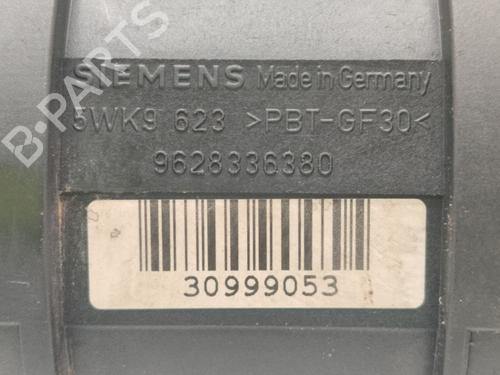 B-PARTS
SIEMENS Made in Germany
5WK9 623 >PBT-GF30<
9628336380
30999053